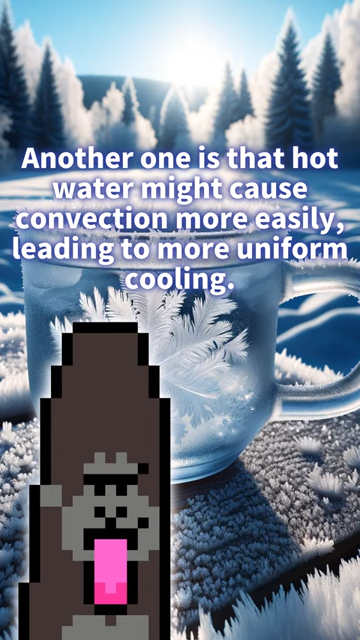 Another one is that hot
water might cause
convection more easily,
leading to more uniform
cooling.